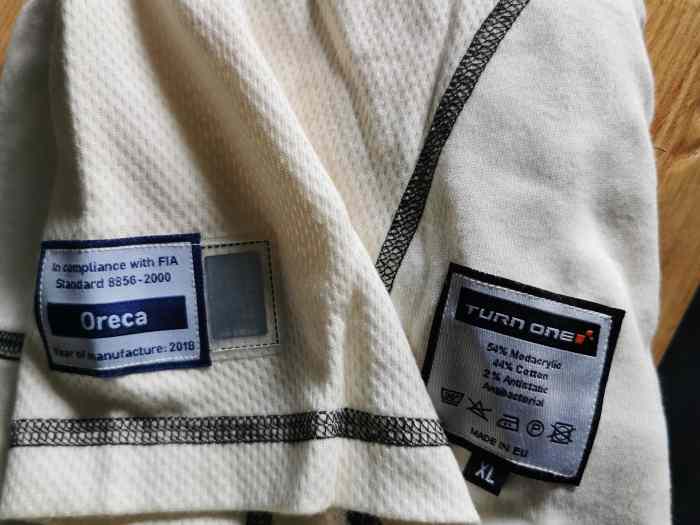 In compliance with FIA
Standard 8856-2000
Oreca
Year of manufacture: 2018
TURN ONE
54% Modacrylic
44% Cotton
2% Antistatic
Antibacterial
P
MADE IN EU
XL